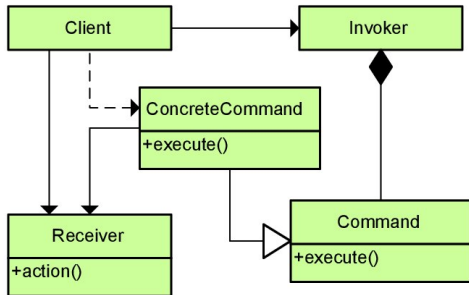 Client
Invoker
ConcreteCommand
+execute()
Receiver
+action()
Command
+execute()